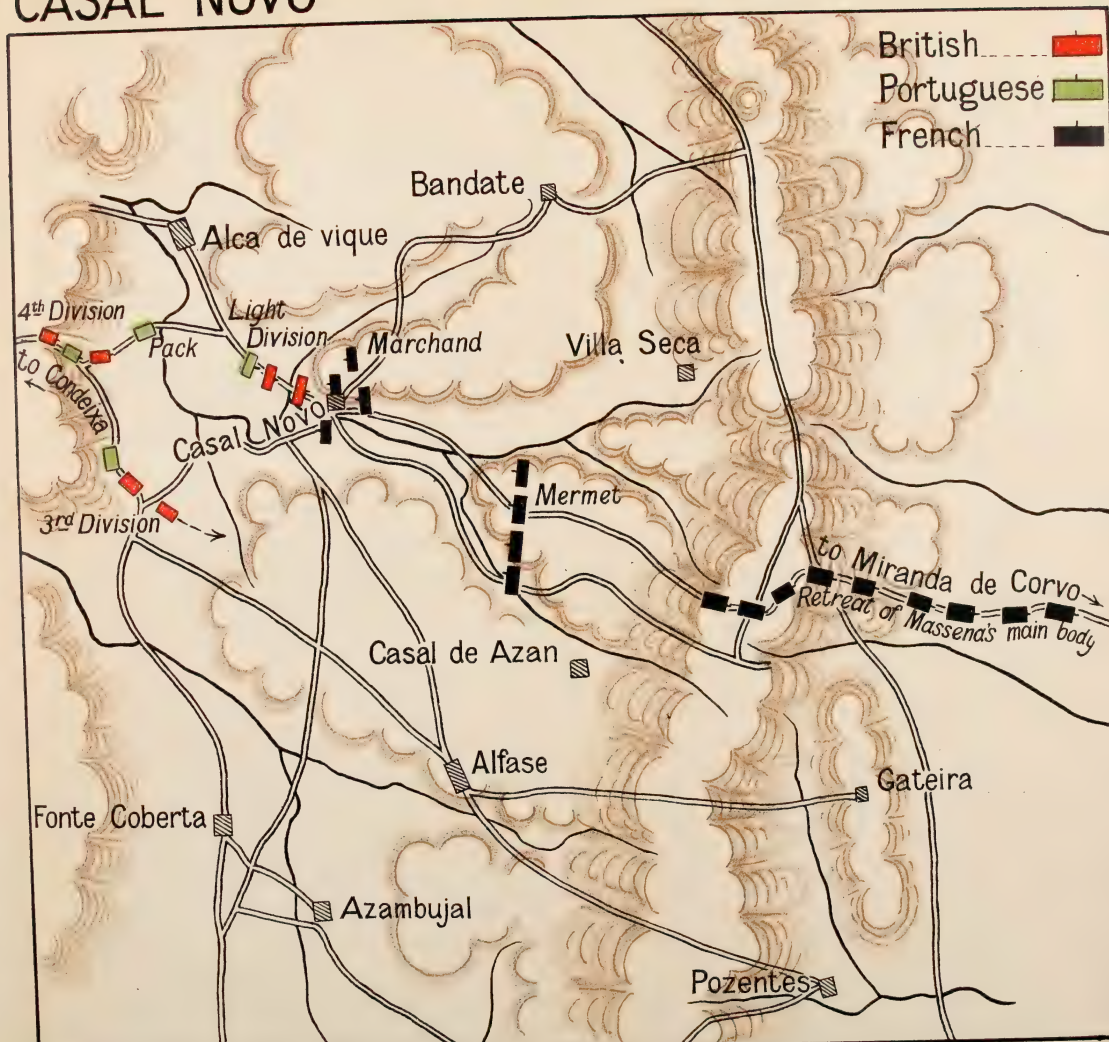 CASAL NOVO
British
Portuguese
French
Bandate
Alca de vique
4th Division
Light
Division
Pack
Marchand
Villa Seca
to Condeixa
Casal Novo
Mermet
3rd Division
to Miranda de Corvo
Retreat of Massena's main body
Casal de Azan
Alfase
Gateira
Fonte Coberta
Azambujal
Pozentes